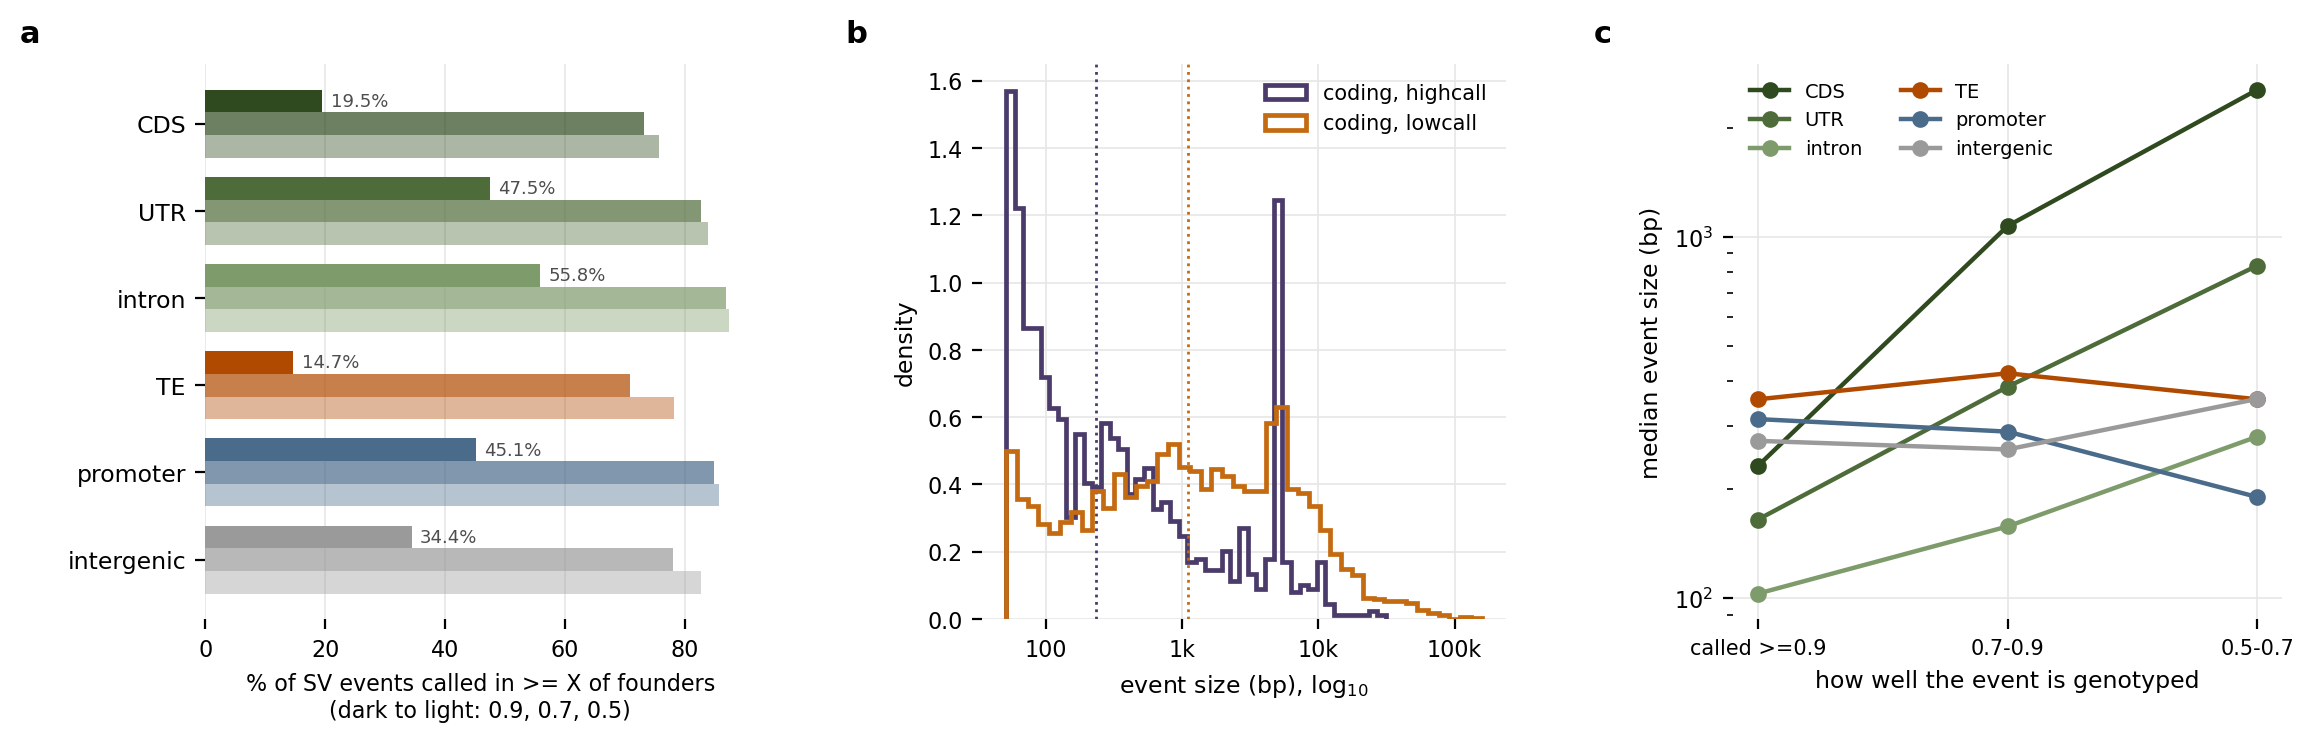 a
CDS
UTR
intron
TE
promoter
intergenic
19.5%
47.5%
55.8%
14.7%
45.1%
34.4%
0 20 40 60 80
% of SV events called in >= X of founders
(dark to light: 0.9, 0.7, 0.5)
b
density
1.6
1.4
1.2
1.0
0.8
0.6
0.4
0.2
0.0
coding, highcall
coding, lowcall
100 1k 10k 100k
event size (bp), log₁₀
c
median event size (bp)
10³
10²
CDS
UTR
intron
TE
promoter
intergenic
called >=0.9 0.7-0.9 0.5-0.7
how well the event is genotyped